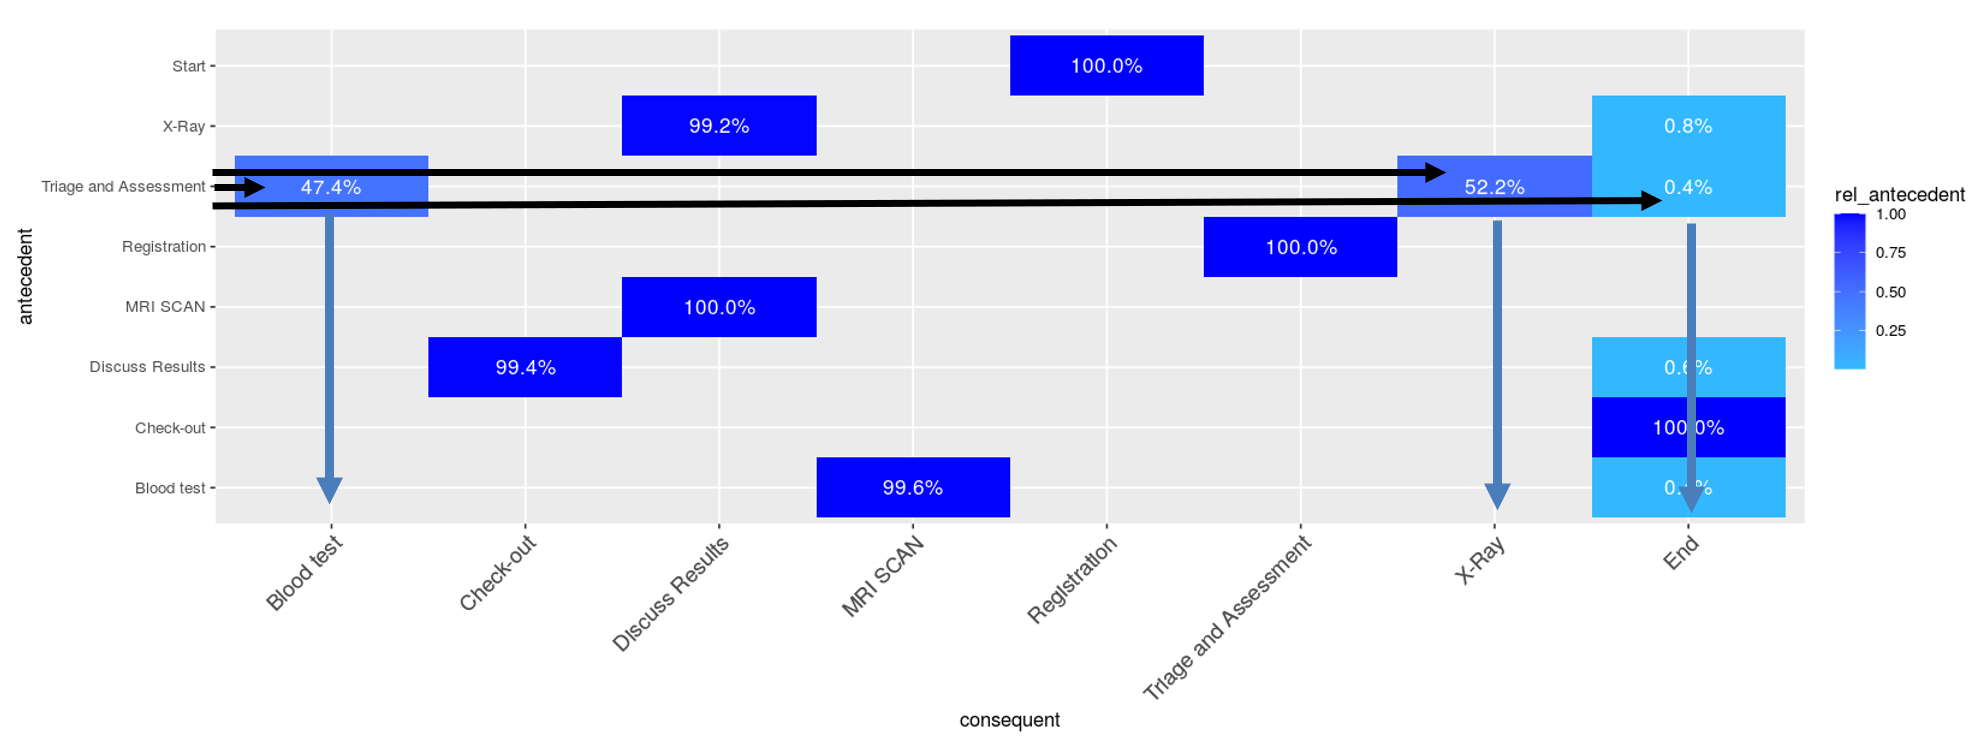 Start
100.0%
X-Ray
99.2%
0.8%
Triage and Assessment
47.4%
52.2%
0.4%
Registration
100.0%
MRI SCAN
100.0%
Discuss Results
99.4%
Check-out
Blood test
99.6%
antecedent
Blood test
Check-out
Discuss Results
MRI SCAN
Registration
Triage and Assessment
X-Ray
End
consequent
rel_antecedent
1.00
0.75
0.50
0.25